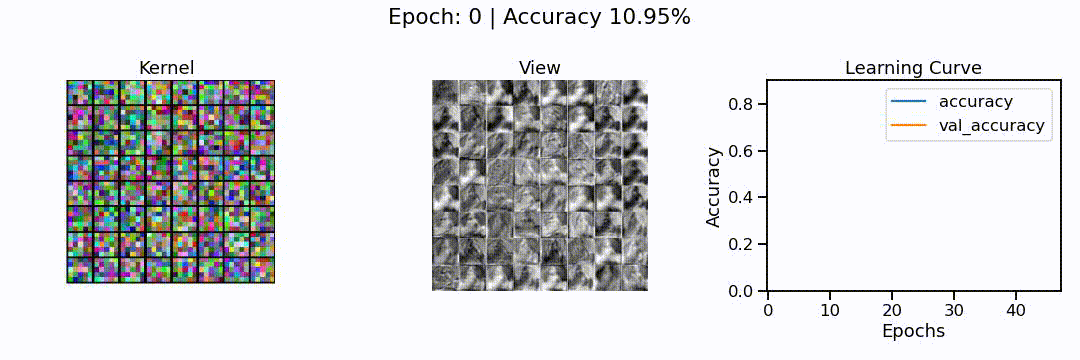 Epoch: 0 | Accuracy 10.95%
Kernel
View
Learning Curve
accuracy
val_accuracy
Accuracy
0.8
0.6
0.4
0.2
0.0
0 10 20 30 40
Epochs